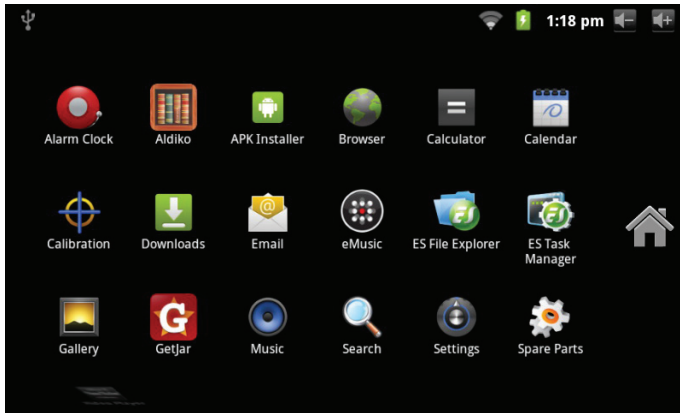 1:18 pm
Alarm Clock
Aldiko
APK Installer
Browser
Calculator
Calendar
Calibration
Downloads
Email
eMusic
ES File Explorer
ES Task
Manager
Gallery
GetJar
Music
Search
Settings
Spare Parts